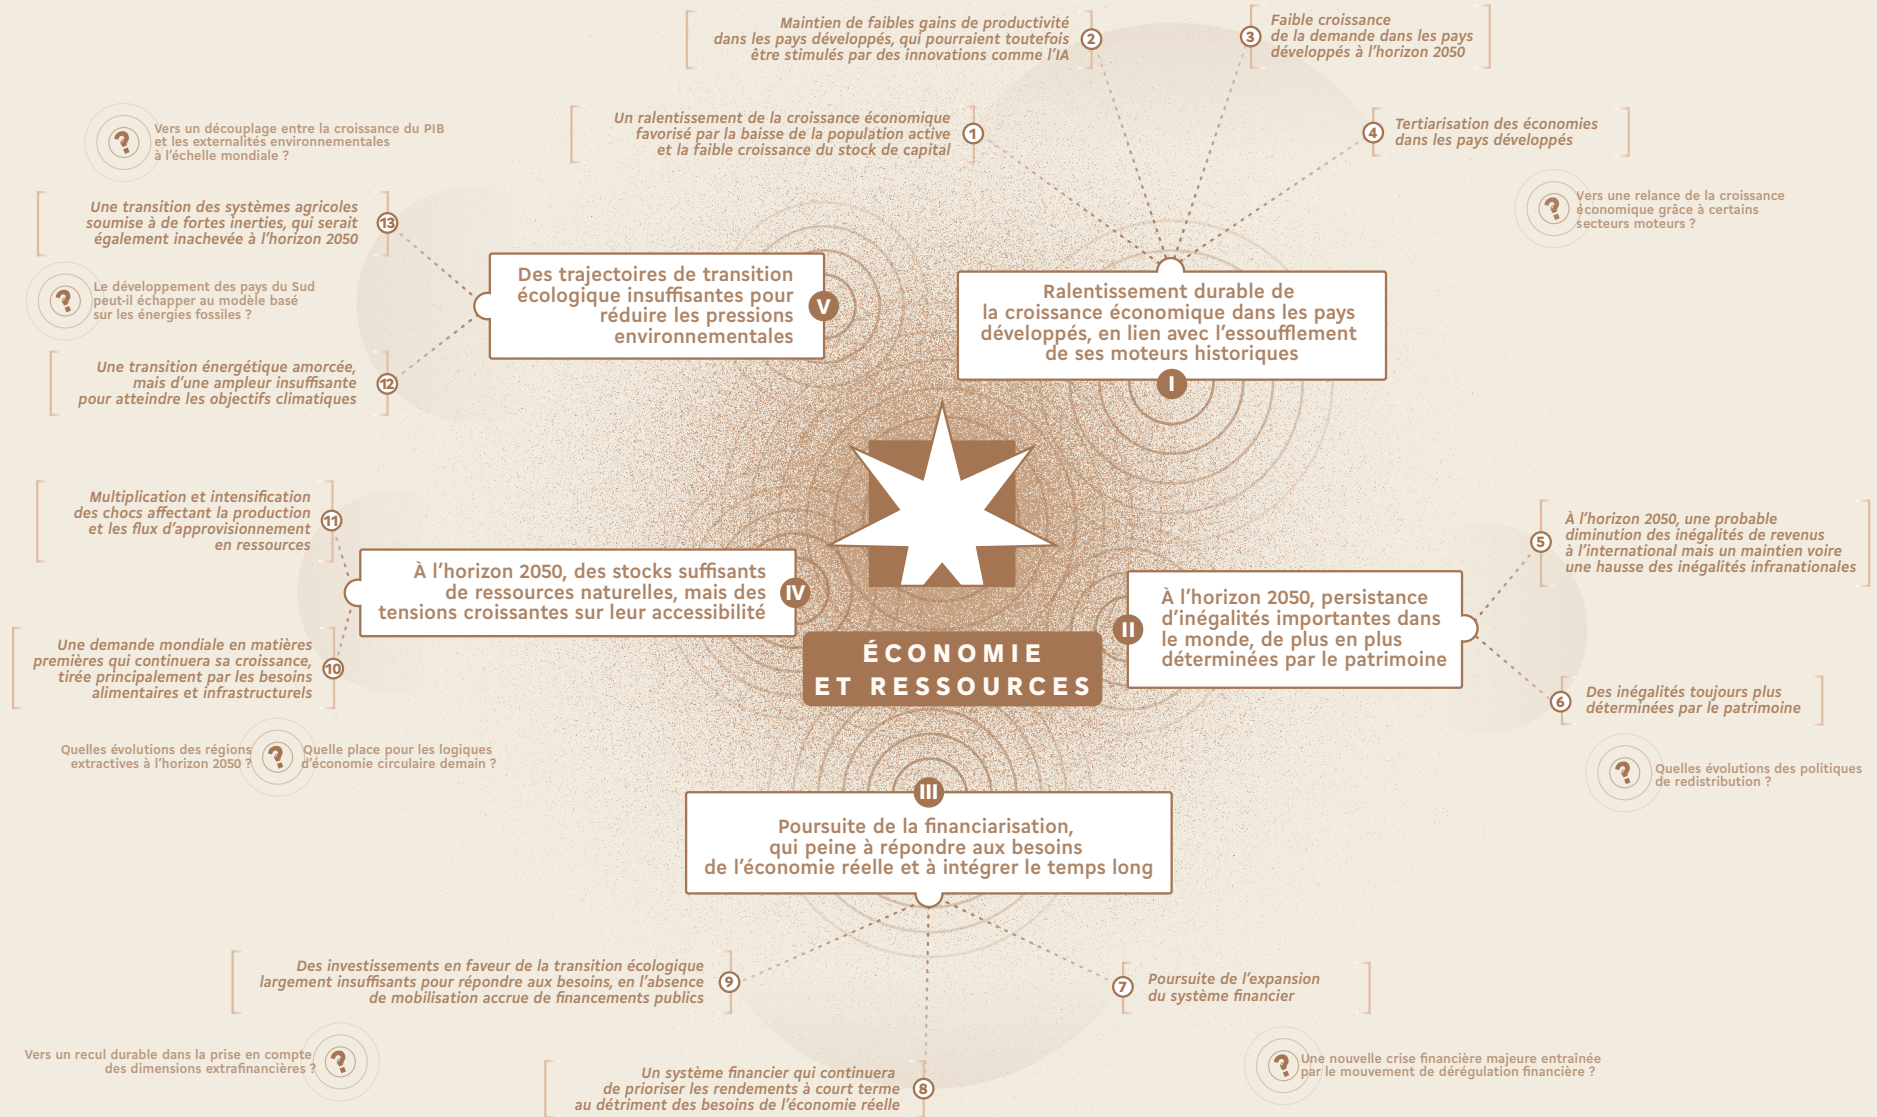 Maintien de faibles gains de productivité
dans les pays développés, qui pourraient toutefois
être stimulés par des innovations comme l'IA
2
3
Faible croissance
de la demande dans les pays
développés à l'horizon 2050
Un ralentissement de la croissance économique
favorisé par la baisse de la population active
et la faible croissance du stock de capital
1
4
Tertiarisation des économies
dans les pays développés
?
Vers un découplage entre la croissance du PIB
et les externalités environnementales
à l'échelle mondiale ?
?
Vers une relance de la croissance
économique grâce à certains
secteurs moteurs ?
Une transition des systèmes agricoles
soumise à de fortes inerties, qui serait
également inachevée à l'horizon 2050
13
?
Le développement des pays du Sud
peut-il échapper au modèle basé
sur les énergies fossiles ?
Une transition énergétique amorcée,
mais d'une ampleur insuffisante
pour atteindre les objectifs climatiques
12
Des trajectoires de transition
écologique insuffisantes pour
réduire les pressions
environnementales
V
Ralentissement durable de
la croissance économique dans les pays
développés, en lien avec l'essoufflement
de ses moteurs historiques
I
Multiplication et intensification
des chocs affectant la production
et les flux d'approvisionnement
en ressources
11
À l'horizon 2050, des stocks suffisants
de ressources naturelles, mais des
tensions croissantes sur leur accessibilité
IV
Une demande mondiale en matières
premières qui continuera sa croissance,
tirée principalement par les besoins
alimentaires et infrastructurels
10
Quelles évolutions des régions
extractives à l'horizon 2050 ?
?
Quelle place pour les logiques
d'économie circulaire demain ?
ÉCONOMIE
ET RESSOURCES
II
À l'horizon 2050, persistance
d'inégalités importantes dans
le monde, de plus en plus
déterminées par le patrimoine
5
À l'horizon 2050, une probable
diminution des inégalités de revenus
à l'international mais un maintien voire
une hausse des inégalités infranationales
6
Des inégalités toujours plus
déterminées par le patrimoine
?
Quelles évolutions des politiques
de redistribution ?
III
Poursuite de la financiarisation,
qui peine à répondre aux besoins
de l'économie réelle et à intégrer le temps long
Des investissements en faveur de la transition écologique
largement insuffisants pour répondre aux besoins, en l'absence
de mobilisation accrue de financements publics
9
7
Poursuite de l'expansion
du système financier
Vers un recul durable dans la prise en compte
des dimensions extrafinancières ?
?
Un système financier qui continuera
de prioriser les rendements à court terme
au détriment des besoins de l'économie réelle
8
?
Une nouvelle crise financière majeure entraînée
par le mouvement de dérégulation financière ?